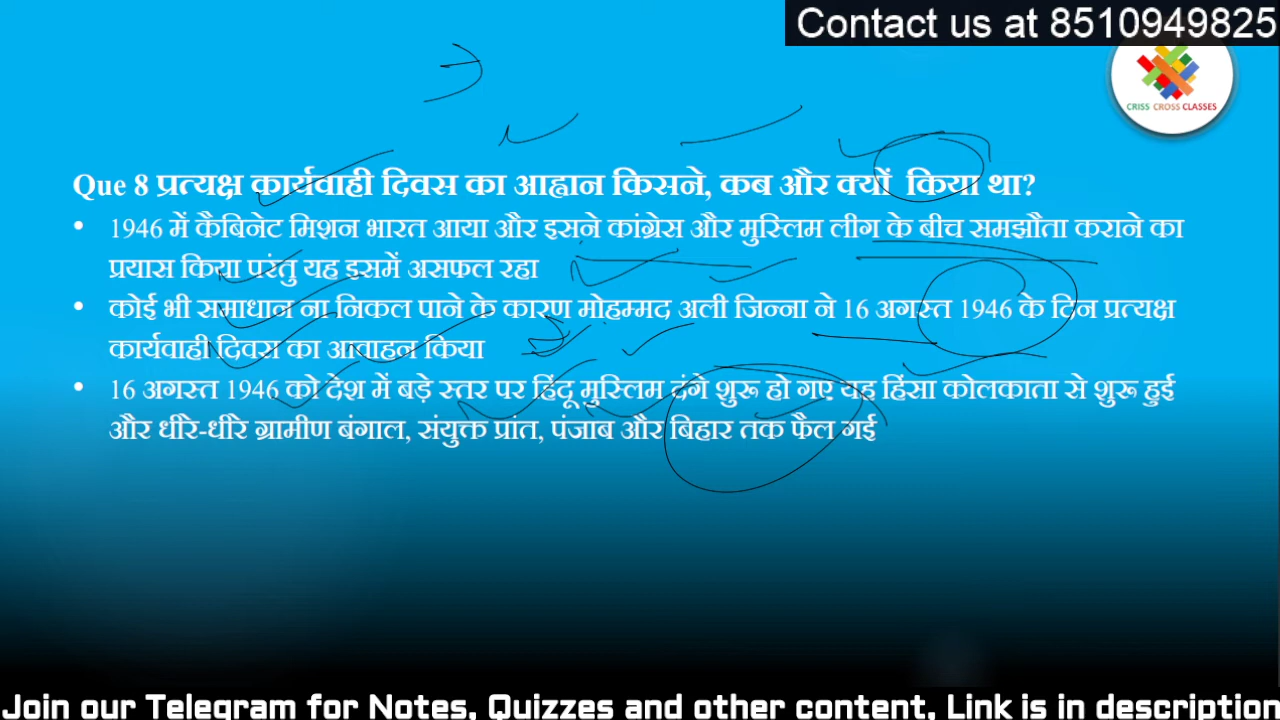 Contact us at 8510949825
CRISS CROSS CLASSES
Que 8 प्रत्यक्ष कार्यवाही दिवस का आह्वान किसने, कब और क्यों किया था?
• 1946 में कैबिनेट मिशन भारत आया और इसने कांग्रेस और मुस्लिम लीग के बीच समझौता कराने का
प्रयास किया परंतु यह इसमें असफल रहा
• कोई भी समाधान ना निकल पाने के कारण मोहम्मद अली जिन्ना ने 16 अगस्त 1946 के दिन प्रत्यक्ष
कार्यवाही दिवस का आवाहन किया
• 16 अगस्त 1946 को देश में बड़े स्तर पर हिंदू मुस्लिम दंगे शुरू हो गए यह हिंसा कोलकाता से शुरू हुई
और धीरे-धीरे ग्रामीण बंगाल, संयुक्त प्रांत, पंजाब और बिहार तक फैल गई
Join our Telegram for Notes, Quizzes and other content, Link is in description